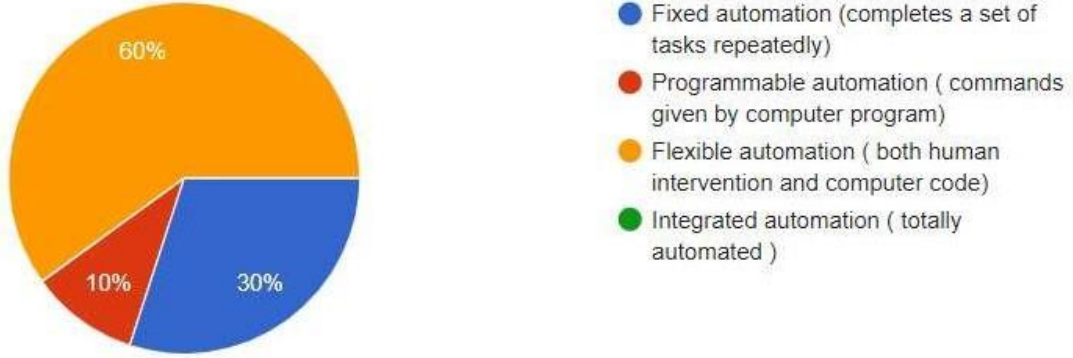 60%
10%
30%
Fixed automation (completes a set of
tasks repeatedly)
Programmable automation ( commands
given by computer program)
Flexible automation ( both human
intervention and computer code)
Integrated automation ( totally
automated )